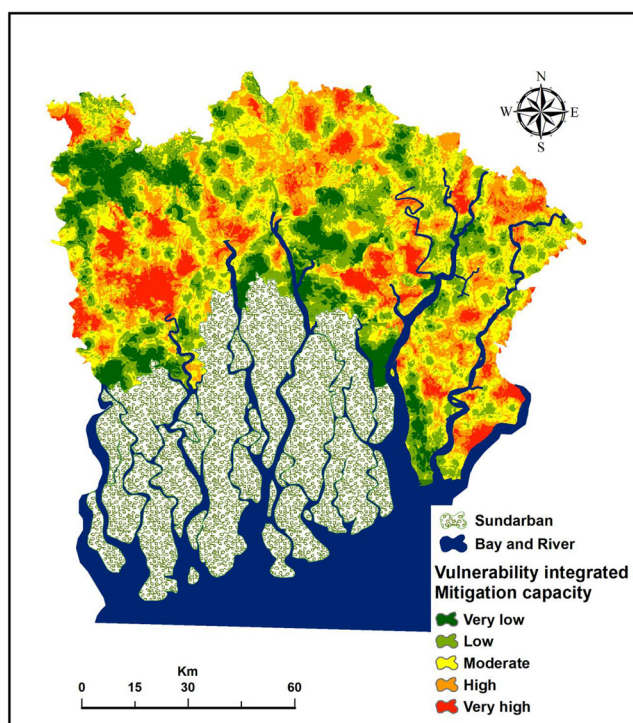 N
W E
S
Sundarban
Bay and River
Vulnerability integrated
Mitigation capacity
Very low
Low
Moderate
High
Very high
Km
0 15 30 60